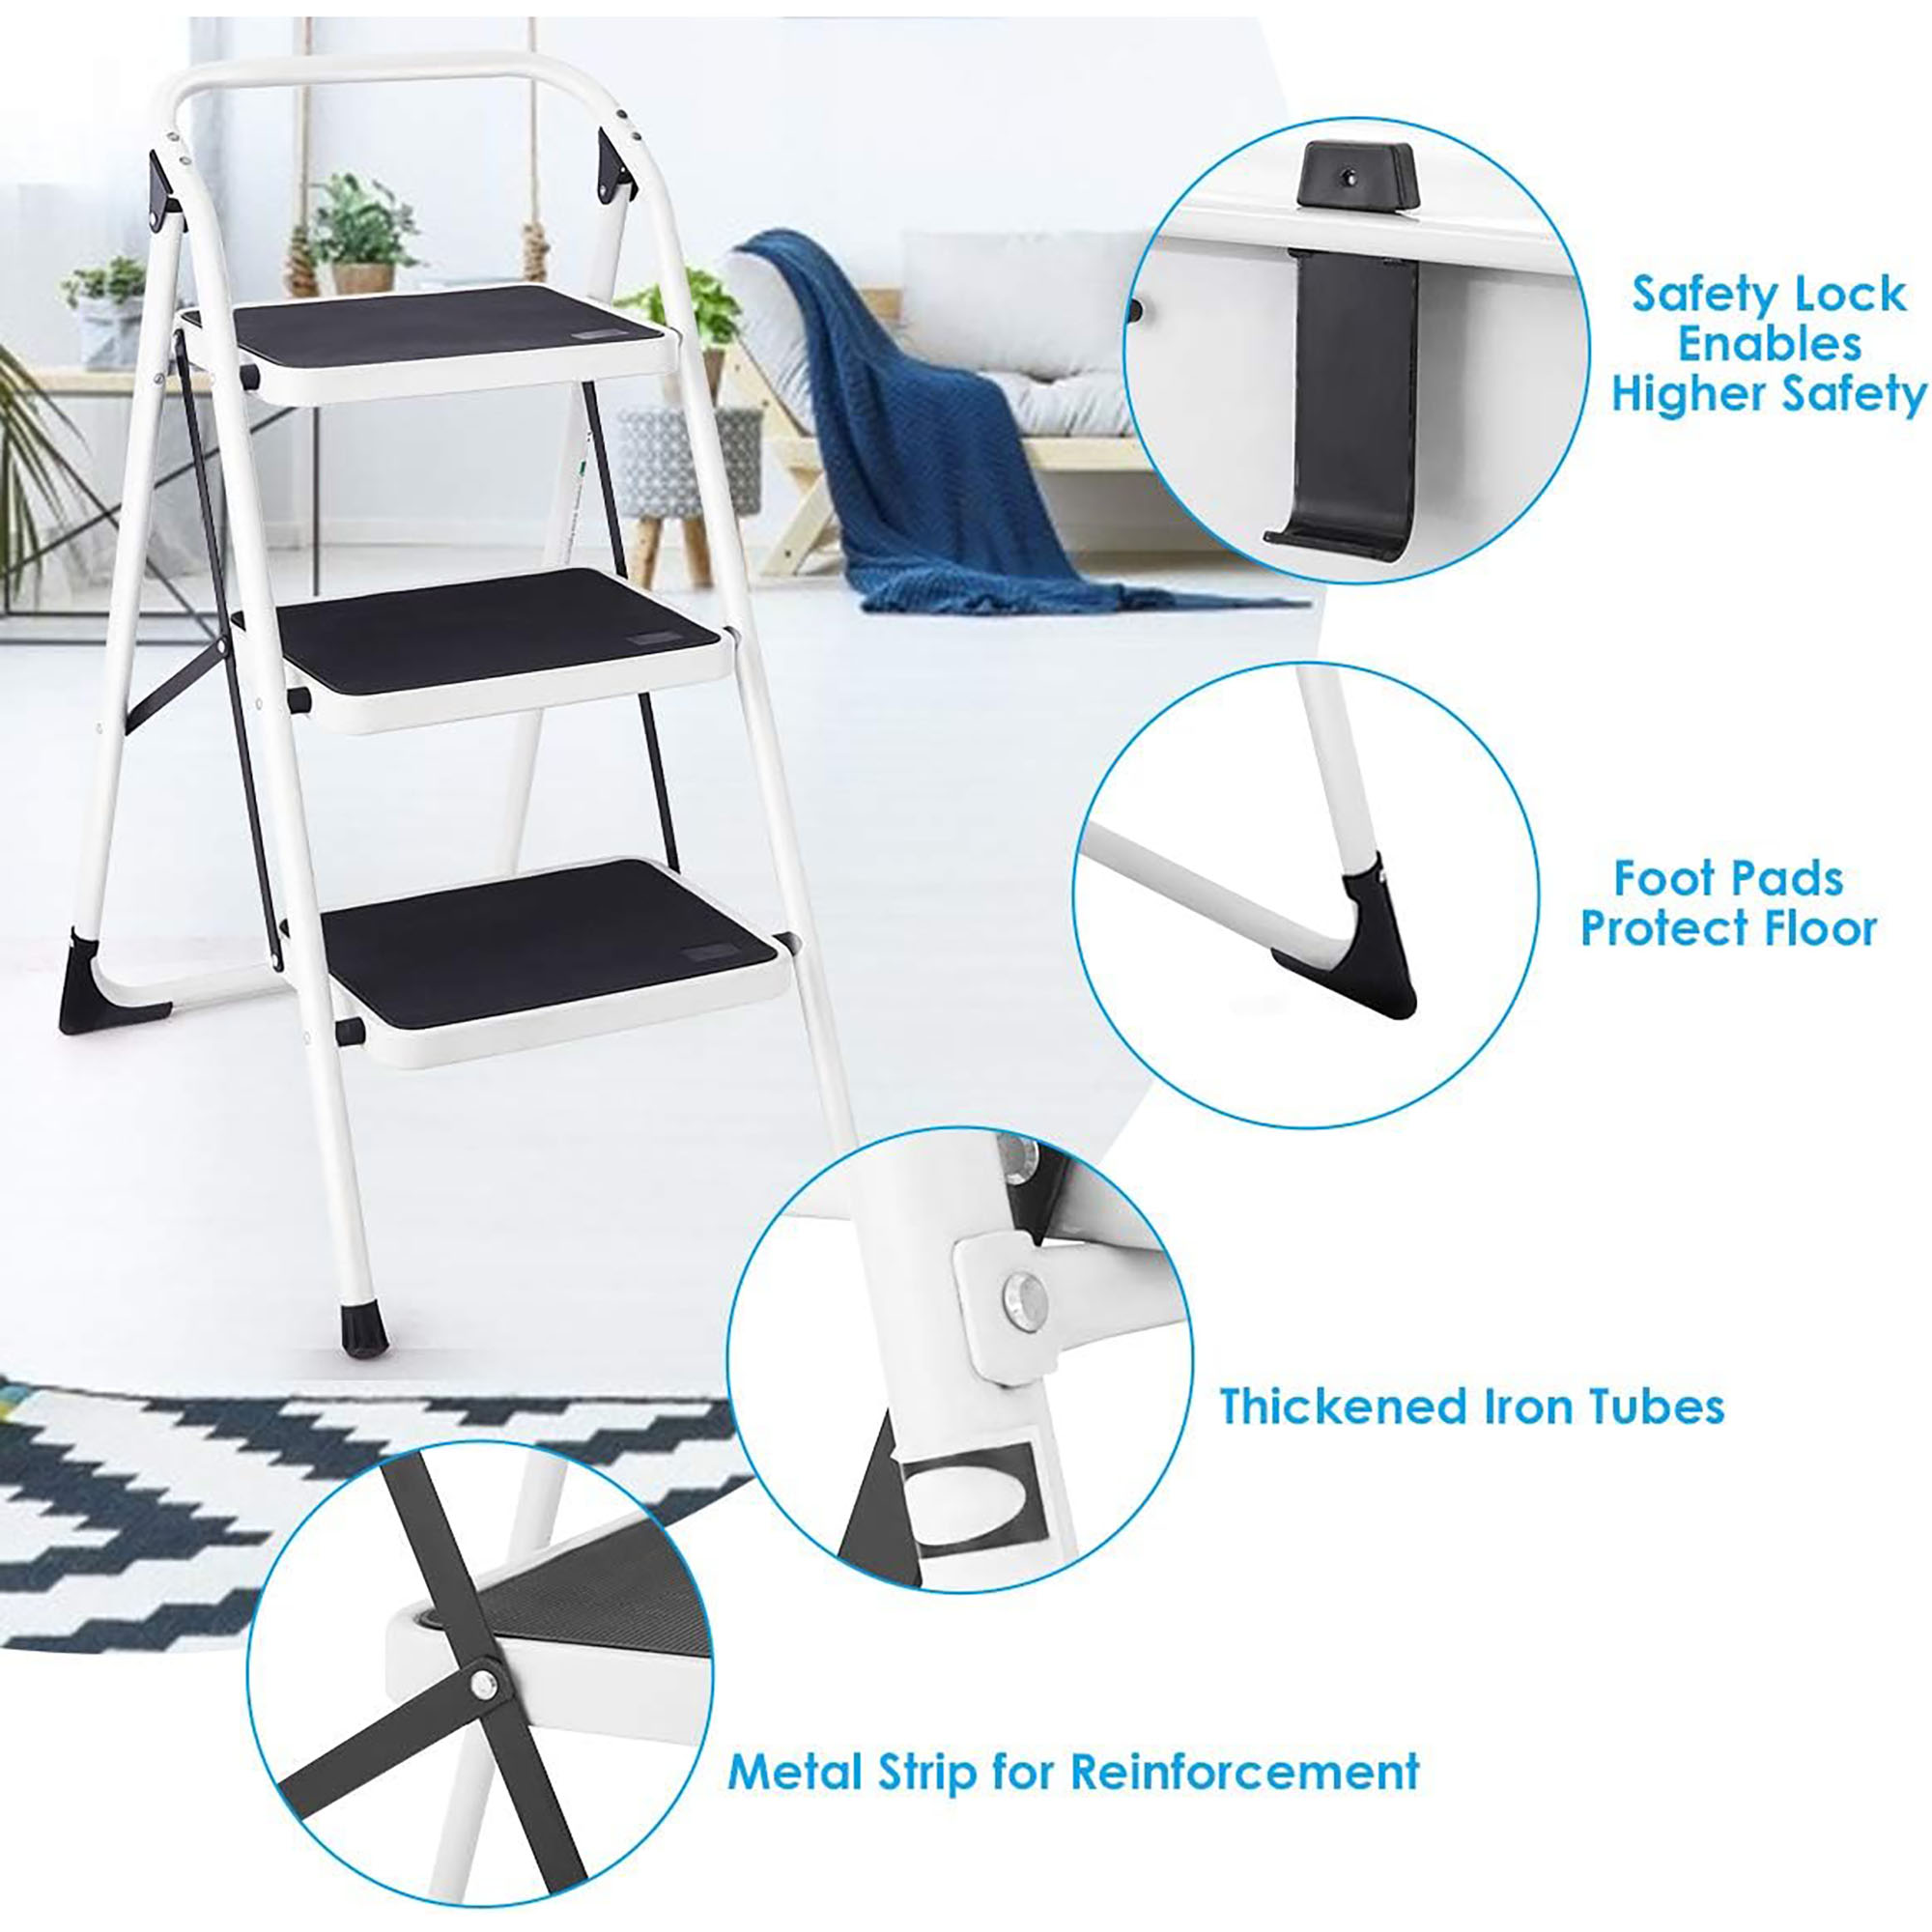 Safety Lock
Enables
Higher Safety
Foot Pads
Protect Floor
Thickened Iron Tubes
Metal Strip for Reinforcement